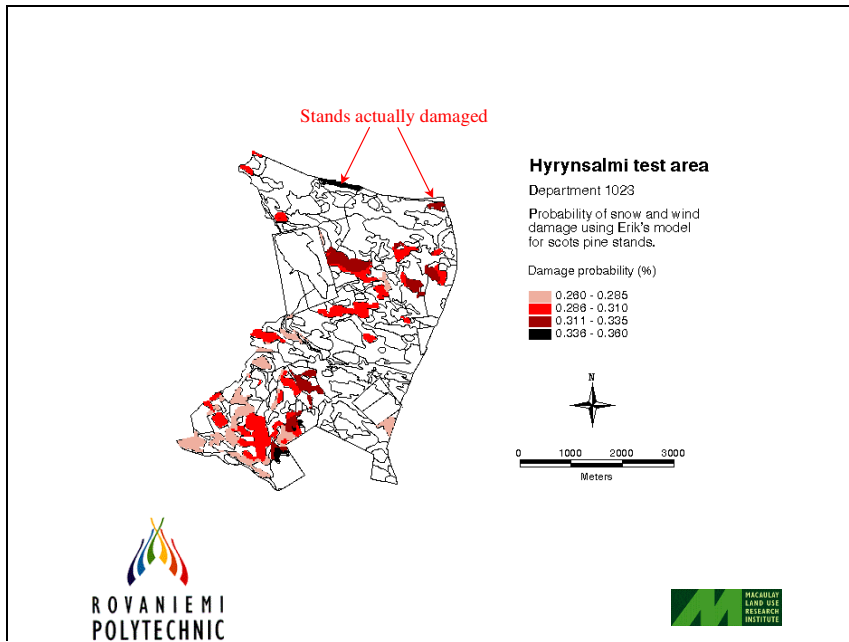 Stands actually damaged
Hyrynsalmi test area
Department 1023
Probability of snow and wind
damage using Erik's model
for scots pine stands.
Damage probability (%)
0.260 - 0.285
0.286 - 0.310
0.311 - 0.335
0.336 - 0.360
N
0 1000 2000 3000
Meters
ROVANIEMI
POLYTECHNIC
MACAULAY
LAND USE
RESEARCH
INSTITUTE